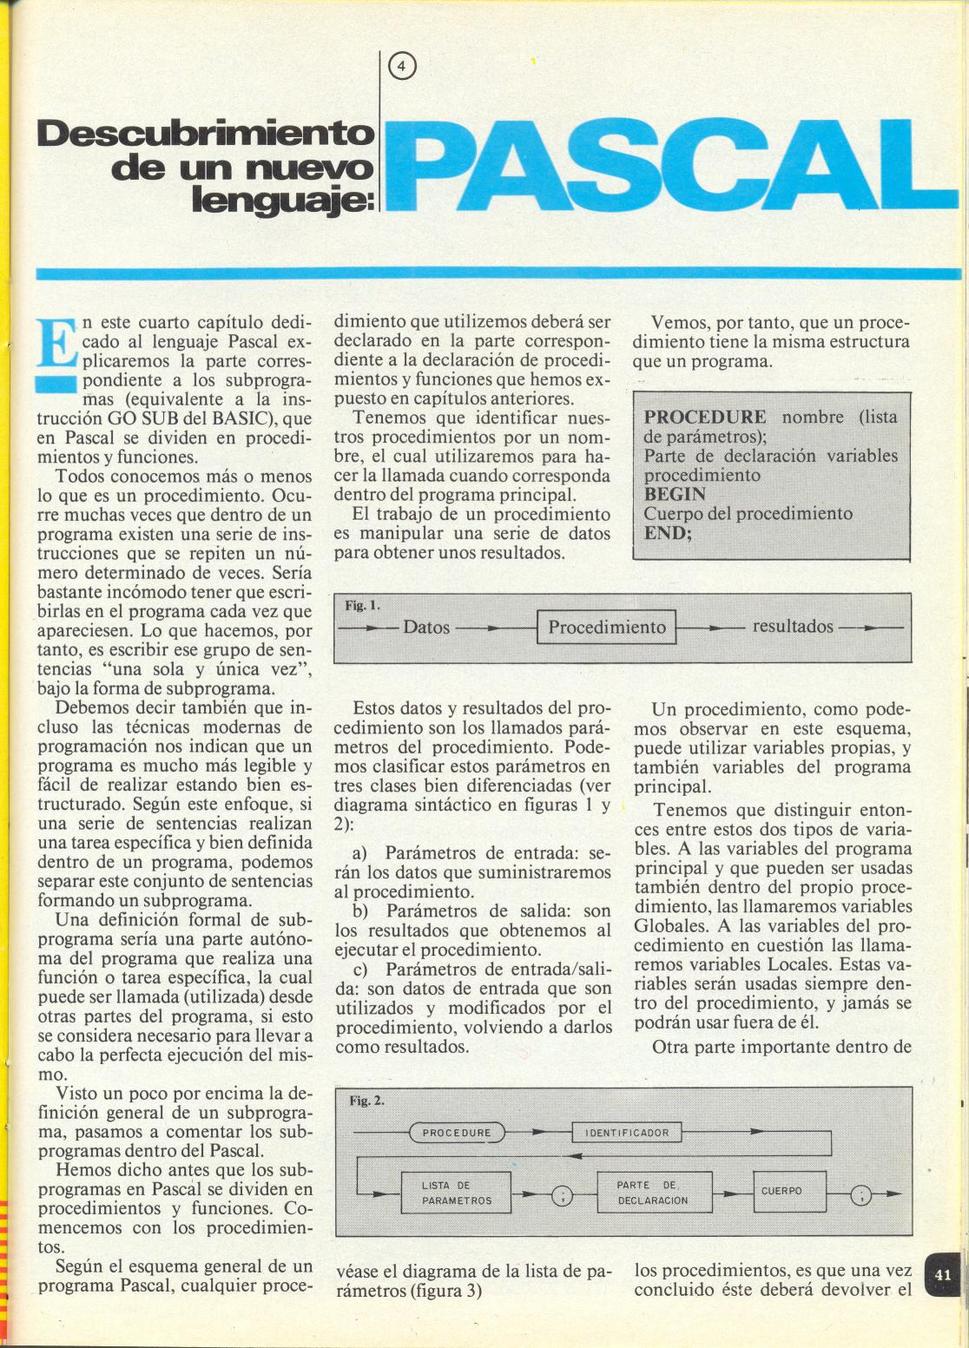 4
Descubrimiento
de un nuevo
lenguaje:
PASCAL
En este cuarto capítulo dedi-
cado al lenguaje Pascal ex-
plicaremos la parte corres-
pondiente a los subprogra-
mas (equivalente a la ins-
trucción GO SUB del BASIC), que
en Pascal se dividen en procedi-
mientos y funciones.
Todos conocemos más o menos
lo que es un procedimiento. Ocu-
rre muchas veces que dentro de un
programa existen una serie de ins-
trucciones que se repiten un nú-
mero determinado de veces. Sería
bastante incómodo tener que escri-
birlas en el programa cada vez que
apareciesen. Lo que hacemos, por
tanto, es escribir ese grupo de sen-
tencias “una sola y única vez”,
bajo la forma de subprograma.
Debemos decir también que in-
cluso las técnicas modernas de
programación nos indican que un
programa es mucho más legible y
fácil de realizar estando bien es-
tructurado. Según este enfoque, si
una serie de sentencias realizan
una tarea específica y bien definida
dentro de un programa, podemos
separar este conjunto de sentencias
formando un subprograma.
Una definición formal de sub-
programa sería una parte autóno-
ma del programa que realiza una
función o tarea específica, la cual
puede ser llamada (utilizada) desde
otras partes del programa, si esto
se considera necesario para llevar a
cabo la perfecta ejecución del mis-
mo.
Visto un poco por encima la de-
finición general de un subprogra-
ma, pasamos a comentar los sub-
programas dentro del Pascal.
Hemos dicho antes que los sub-
programas en Pascal se dividen en
procedimientos y funciones. Co-
mencemos con los procedimien-
tos.
Según el esquema general de un
programa Pascal, cualquier proce-
dimiento que utilizemos deberá ser
declarado en la parte correspon-
diente a la declaración de procedi-
mientos y funciones que hemos ex-
puesto en capítulos anteriores.
Tenemos que identificar nues-
tros procedimientos por un nom-
bre, el cual utilizaremos para ha-
cer la llamada cuando corresponda
dentro del programa principal.
El trabajo de un procedimiento
es manipular una serie de datos
para obtener unos resultados.
Vemos, por tanto, que un proce-
dimiento tiene la misma estructura
que un programa.
PROCEDURE nombre (lista
de parámetros);
Parte de declaración variables
procedimiento
BEGIN
Cuerpo del procedimiento
END;
Fig. 1.
Datos Procedimiento resultados
Estos datos y resultados del pro-
cedimiento son los llamados pará-
metros del procedimiento. Pode-
mos clasificar estos parámetros en
tres clases bien diferenciadas (ver
diagrama sintáctico en figuras 1 y
2):
a) Parámetros de entrada: se-
rán los datos que suministraremos
al procedimiento.
b) Parámetros de salida: son
los resultados que obtenemos al
ejecutar el procedimiento.
c) Parámetros de entrada/sali-
da: son datos de entrada que son
utilizados y modificados por el
procedimiento, volviendo a darlos
como resultados.
Un procedimiento, como pode-
mos observar en este esquema,
puede utilizar variables propias, y
también variables del programa
principal.
Tenemos que distinguir enton-
ces entre estos dos tipos de varia-
bles. A las variables del programa
principal y que pueden ser usadas
también dentro del propio proce-
dimiento, las llamaremos variables
Globales. A las variables del pro-
cedimiento en cuestión las llama-
remos variables Locales. Estas va-
riables serán usadas siempre den-
tro del procedimiento, y jamás se
podrán usar fuera de él.
Otra parte importante dentro de
Fig. 2.
PROCEDURE IDENTIFICADOR
LISTA DE
PARAMETROS
;
PARTE DE
DECLARACION
CUERPO
;
véase el diagrama de la lista de pa-
rámetros (figura 3)
los procedimientos, es que una vez
concluido éste deberá devolver el
41